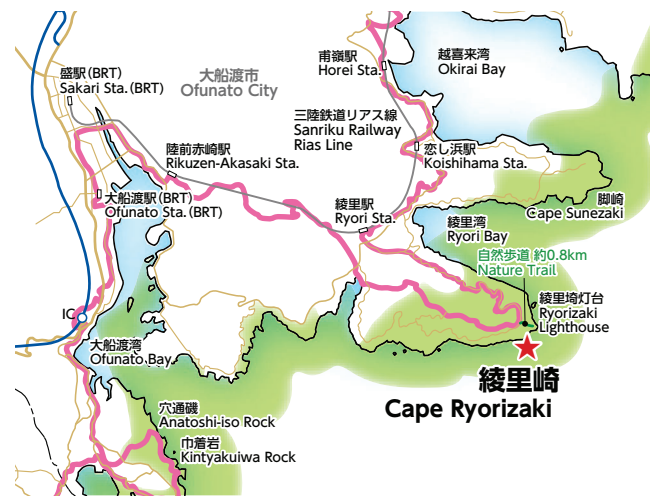 盛駅(BRT)
Sakari Sta.(BRT)
大船渡市
Ofunato City
甫嶺駅
Horei Sta.
越喜来湾
Okirai Bay
三陸鉄道リアス線
Sanriku Railway
Rias Line
陸前赤崎駅
Rikuzen-Akasaki Sta.
恋し浜駅
Koishihama Sta.
大船渡駅(BRT)
Ofunato Sta.(BRT)
綾里駅
Ryori Sta.
脚崎
Cape Sunezaki
綾里湾
Ryori Bay
自然歩道 約0.8km
Nature Trail
綾里埼灯台
Ryorizaki
Lighthouse
IC
大船渡湾
Ofunato Bay
綾里崎
Cape Ryorizaki
穴通磯
Anatoshi-iso Rock
巾着岩
Kintyakuiwa Rock